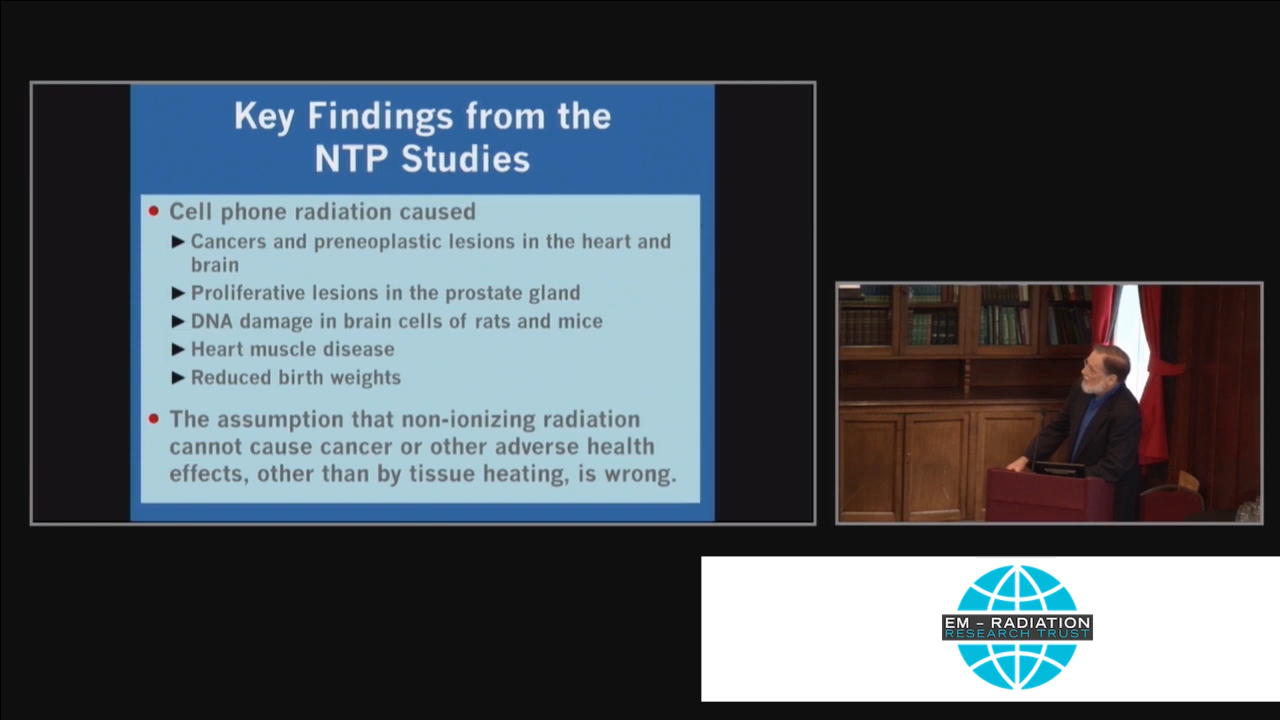 Key Findings from the
NTP Studies
Cell phone radiation caused
Cancers and preneoplastic lesions in the heart and
brain
Proliferative lesions in the prostate gland
DNA damage in brain cells of rats and mice
Heart muscle disease
Reduced birth weights
The assumption that non-ionizing radiation
cannot cause cancer or other adverse health
effects, other than by tissue heating, is wrong.
EM – RADIATION
RESEARCH TRUST